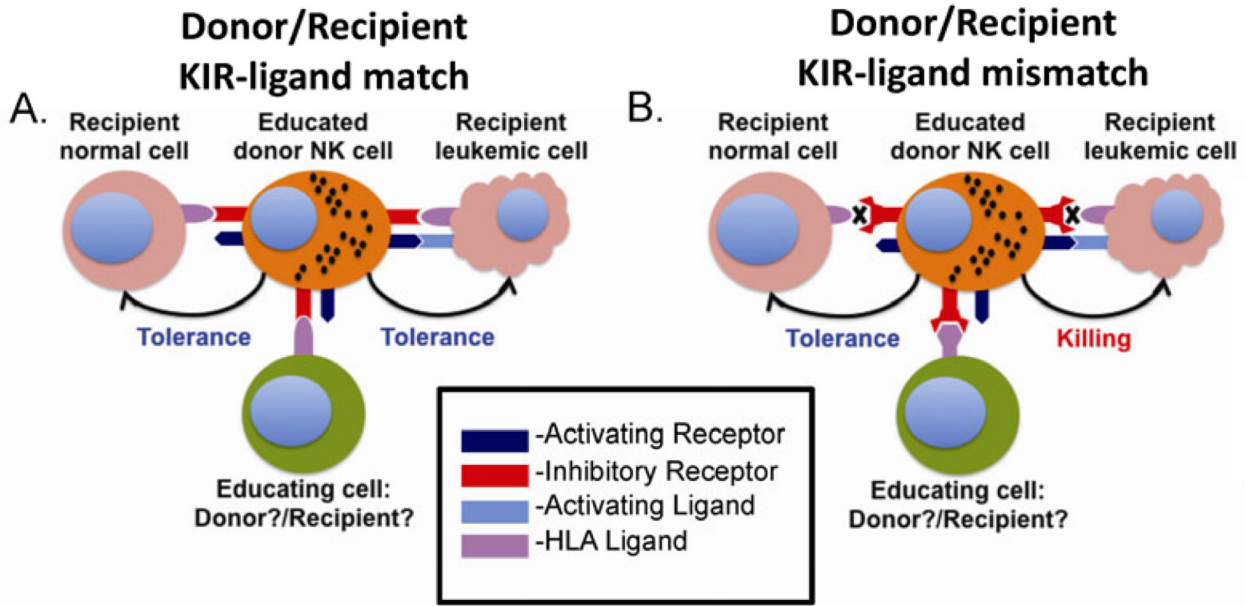 Donor/Recipient
KIR-ligand match
A.
Recipient
normal cell
Educated
donor NK cell
Recipient
leukemic cell
Tolerance
Tolerance
Educating cell:
Donor?/Recipient?
Donor/Recipient
KIR-ligand mismatch
B.
Recipient
normal cell
Educated
donor NK cell
Recipient
leukemic cell
X
X
Tolerance
Killing
Educating cell:
Donor?/Recipient?
-Activating Receptor
-Inhibitory Receptor
-Activating Ligand
-HLA Ligand